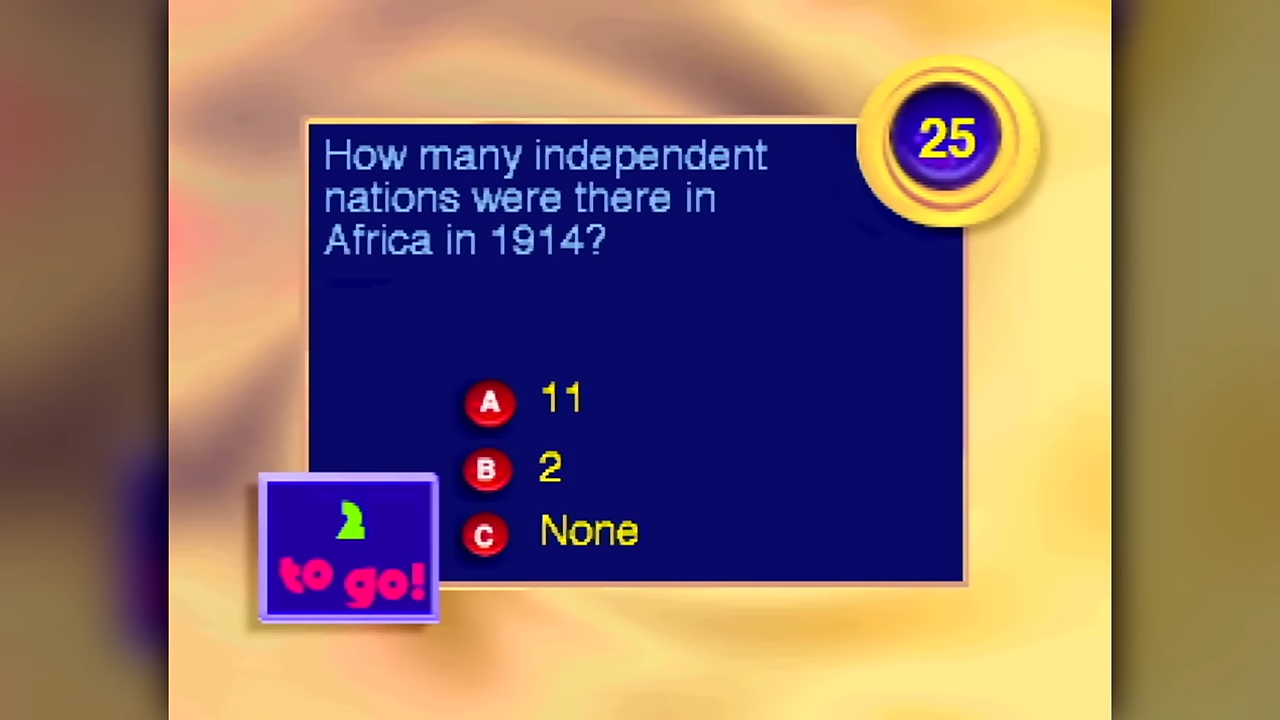 25
How many independent
nations were there in
Africa in 1914?
A 11
B 2
C None
2
to go!